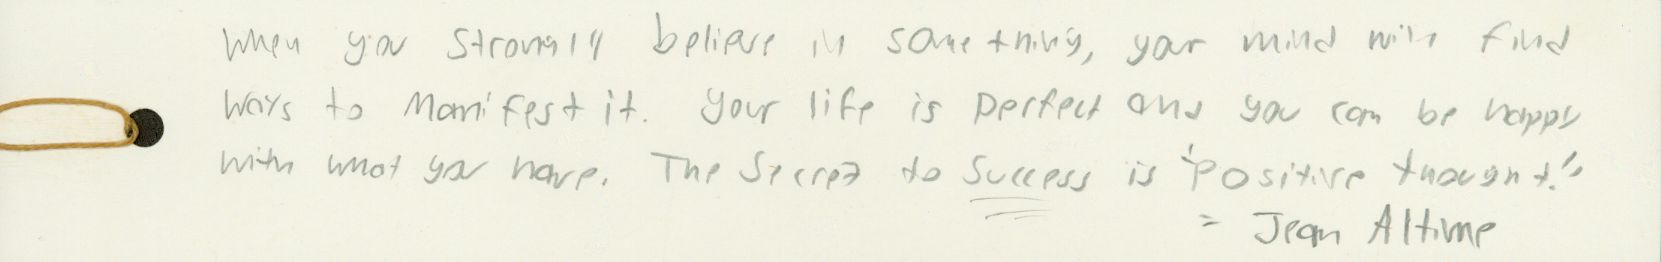 When you strongly believe in something, your mind will find
ways to manifest it. Your life is perfect and you can be happy
with what you have. The Secret to Success is "Positive thought."
- Jean Altime